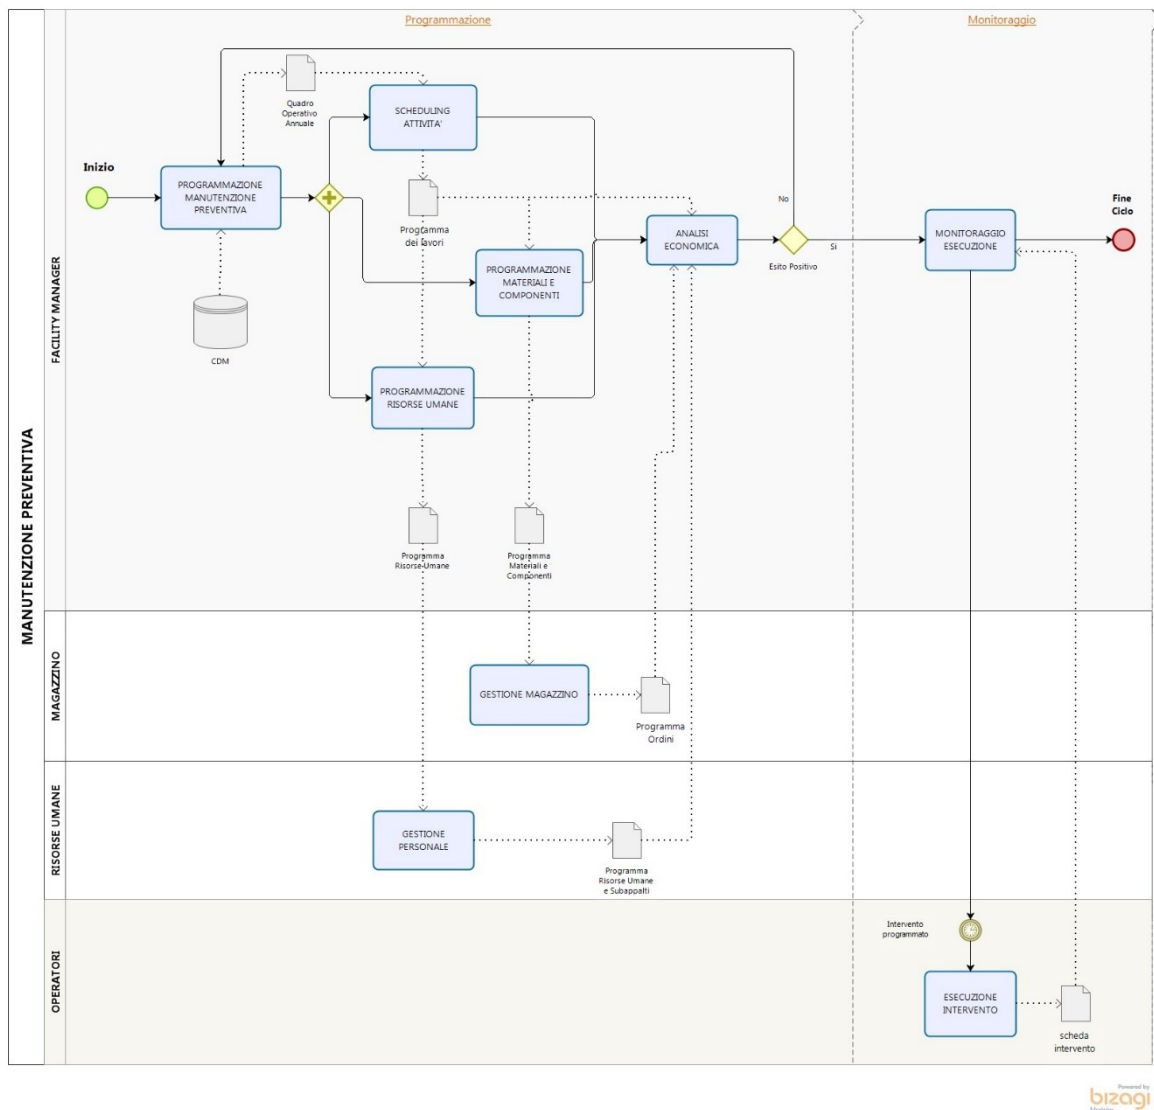 Programmazione
Monitoraggio
MANUTENZIONE PREVENTIVA
FACILITY MANAGER
Inizio
PROGRAMMAZIONE
MANUTENZIONE
PREVENTIVA
CDM
Quadro
Operativo
Annuale
SCHEDULING
ATTIVITA'
Programma
dei lavori
PROGRAMMAZIONE
MATERIALI E
COMPONENTI
PROGRAMMAZIONE
RISORSE UMANE
ANALISI
ECONOMICA
No
Esito Positivo
Si
MONITORAGGIO
ESECUZIONE
Fine
Ciclo
Programma
Risorse Umane
Programma
Materiali e
Componenti
MAGAZZINO
GESTIONE MAGAZZINO
Programma
Ordini
RISORSE UMANE
GESTIONE
PERSONALE
Programma
Risorse Umane
e Subappalti
OPERATORI
Intervento
programmato
ESECUZIONE
INTERVENTO
scheda
intervento
Powered by
bizagi
Modeler